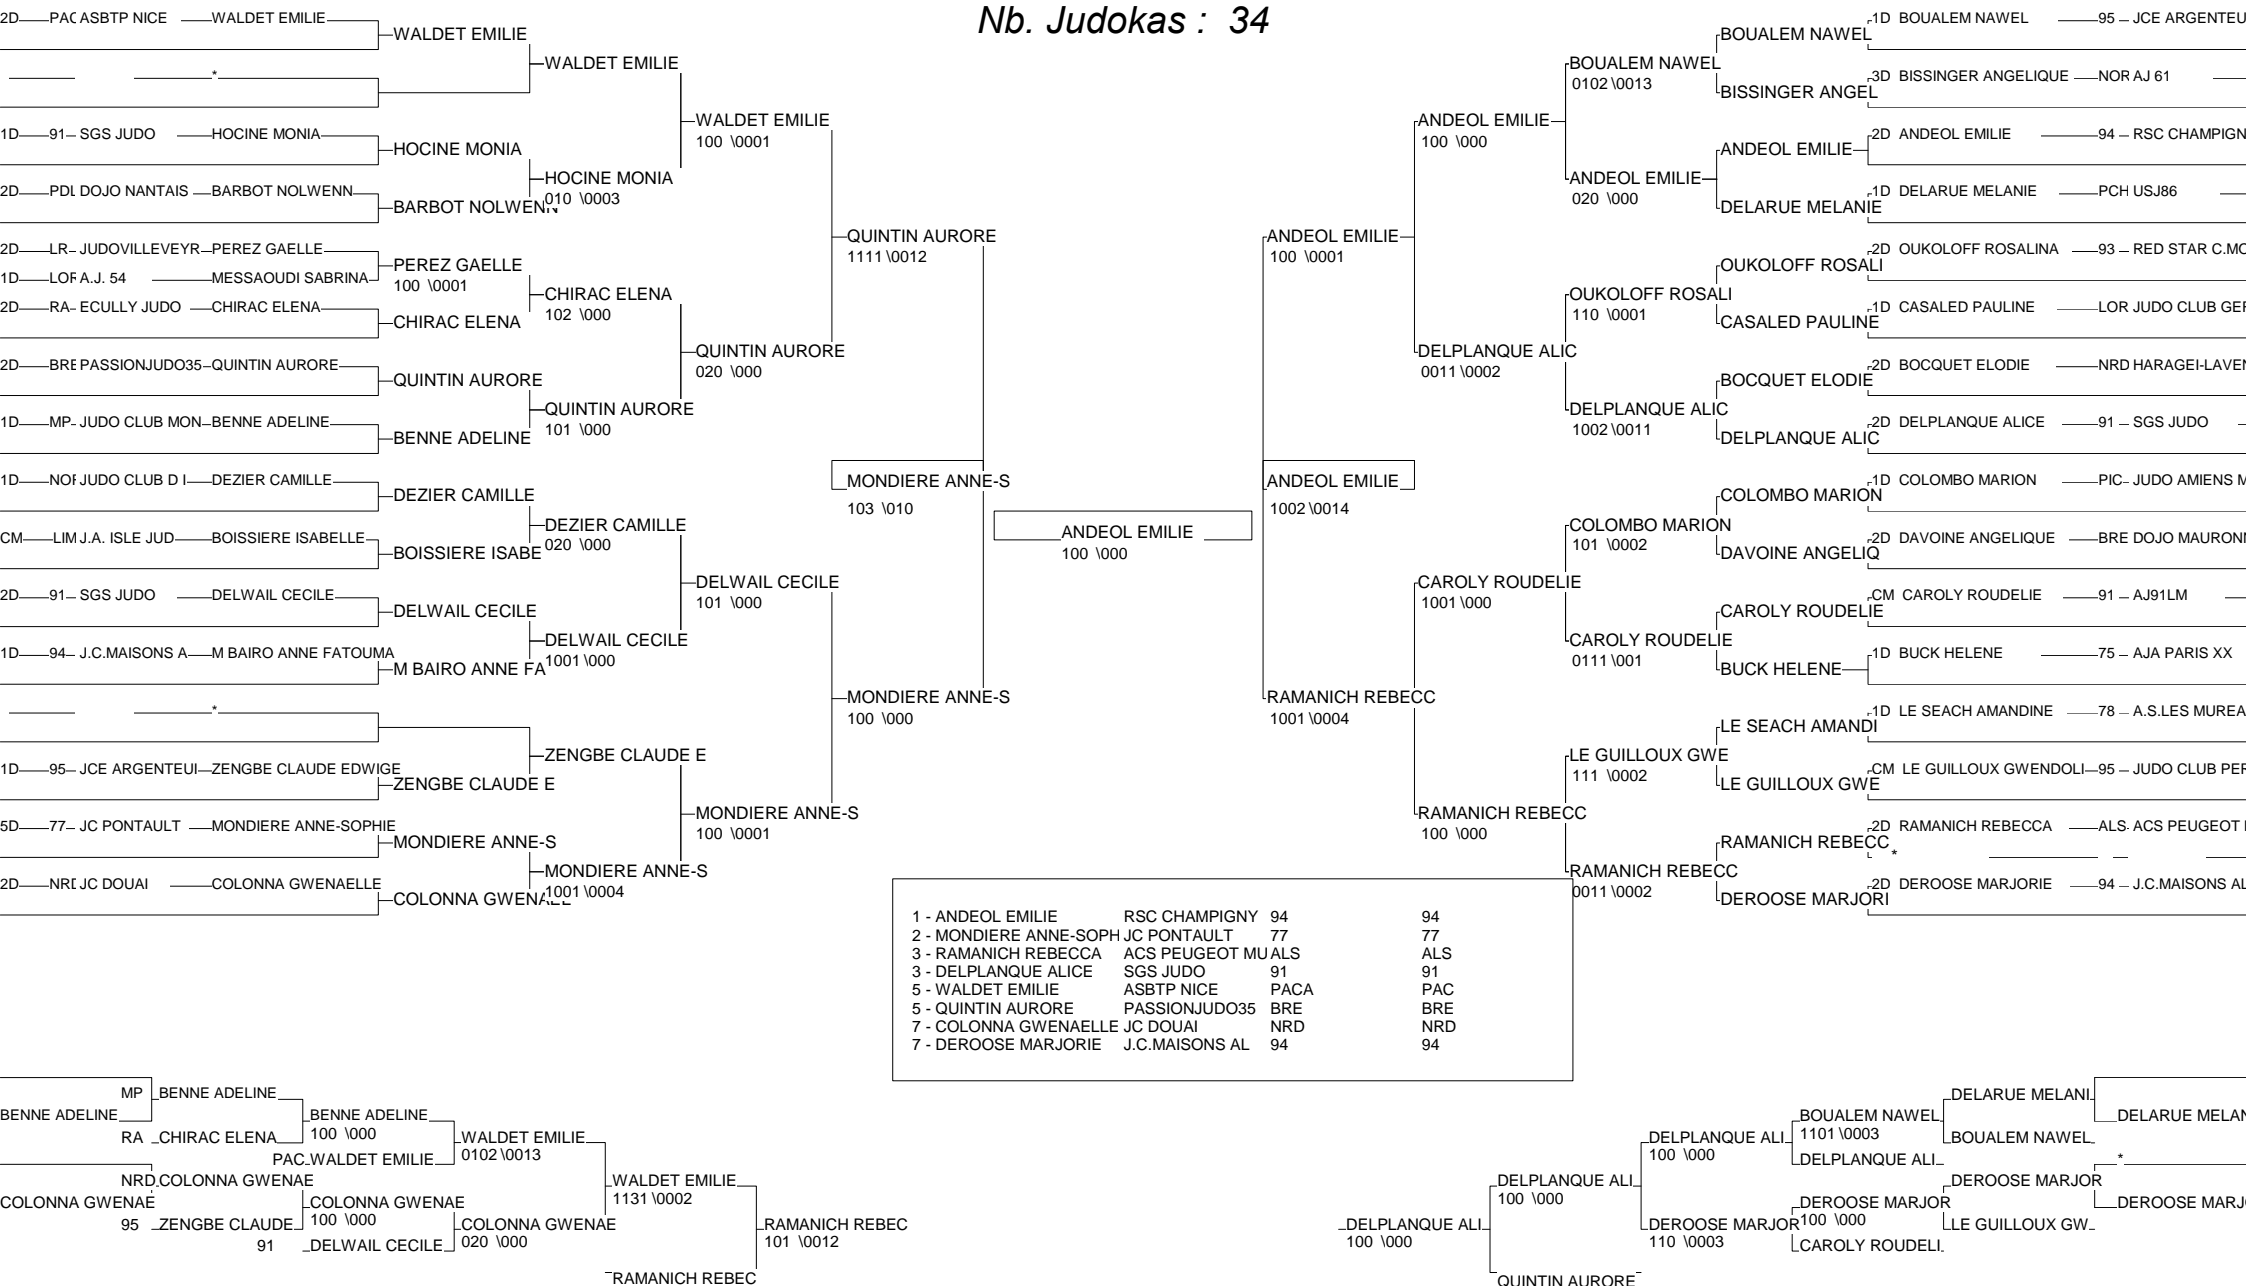 Nb. Judokas : 34
2D PAC ASBTP NICE WALDET EMILIE
*
1D 91 SGS JUDO HOCINE MONIA
2D PDL DOJO NANTAIS BARBOT NOLWENN
2D LR JUDOVILLEVEYR PEREZ GAELLE
1D LOR A.J. 54 MESSAOUDI SABRINA
2D RA ECULLY JUDO CHIRAC ELENA
2D BRE PASSIONJUDO35 QUINTIN AURORE
1D MP JUDO CLUB MON BENNE ADELINE
1D NOR JUDO CLUB D I DEZIER CAMILLE
CM LIM J.A. ISLE JUD BOISSIERE ISABELLE
2D 91 SGS JUDO DELWAIL CECILE
1D 94 J.C.MAISONS A M BAIRO ANNE FATOUMA
*
1D 95 JCE ARGENTEUI ZENGBE CLAUDE EDWIGE
5D 77 JC PONTAULT MONDIERE ANNE-SOPHIE
2D NRD JC DOUAI COLONNA GWENAELLE
WALDET EMILIE
HOCINE MONIA
BARBOT NOLWENN
PEREZ GAELLE
100 \0001
CHIRAC ELENA
QUINTIN AURORE
BENNE ADELINE
DEZIER CAMILLE
BOISSIERE ISABE
DELWAIL CECILE
M BAIRO ANNE FA
ZENGBE CLAUDE E
MONDIERE ANNE-S
COLONNA GWENAELLE
WALDET EMILIE
HOCINE MONIA
010 \0003
CHIRAC ELENA
102 \000
QUINTIN AURORE
101 \000
DEZIER CAMILLE
020 \000
DELWAIL CECILE
1001 \000
ZENGBE CLAUDE E
MONDIERE ANNE-S
1001 \0004
WALDET EMILIE
100 \0001
QUINTIN AURORE
020 \000
DELWAIL CECILE
101 \000
MONDIERE ANNE-S
100 \0001
QUINTIN AURORE
1111 \0012
MONDIERE ANNE-S
100 \000
MONDIERE ANNE-S
103 \010
ANDEOL EMILIE
100 \000
ANDEOL EMILIE
1002 \0014
ANDEOL EMILIE
100 \0001
RAMANICH REBECC
1001 \0004
ANDEOL EMILIE
100 \000
DELPLANQUE ALIC
0011 \0002
CAROLY ROUDELIE
1001 \000
RAMANICH REBECC
100 \000
BOUALEM NAWEL
0102 \0013
ANDEOL EMILIE
020 \000
OUKOLOFF ROSALI
110 \0001
DELPLANQUE ALIC
1002 \0011
COLOMBO MARION
101 \0002
CAROLY ROUDELIE
0111 \001
LE GUILLOUX GWE
111 \0002
RAMANICH REBECC
0011 \0002
BOUALEM NAWEL
BISSINGER ANGEL
ANDEOL EMILIE
DELARUE MELANIE
OUKOLOFF ROSALI
CASALED PAULINE
BOCQUET ELODIE
DELPLANQUE ALIC
COLOMBO MARION
DAVOINE ANGELIQ
CAROLY ROUDELIE
BUCK HELENE
LE SEACH AMANDI
LE GUILLOUX GWE
RAMANICH REBECC
DEROOSE MARJORI
1D BOUALEM NAWEL 95 JCE ARGENTEU
3D BISSINGER ANGELIQUE NOR AJ 61
2D ANDEOL EMILIE 94 RSC CHAMPIGN
1D DELARUE MELANIE PCH USJ86
2D OUKOLOFF ROSALINA 93 RED STAR C.MO
1D CASALED PAULINE LOR JUDO CLUB GER
2D BOCQUET ELODIE NRD HARAGEI-LAVEN
2D DELPLANQUE ALICE 91 SGS JUDO
1D COLOMBO MARION PIC JUDO AMIENS M
2D DAVOINE ANGELIQUE BRE DOJO MAURON
CM CAROLY ROUDELIE 91 AJ91LM
1D BUCK HELENE 75 AJA PARIS XX
1D LE SEACH AMANDINE 78 A.S.LES MUREA
CM LE GUILLOUX GWENDOLI 95 JUDO CLUB PER
2D RAMANICH REBECCA ALS ACS PEUGEOT
*
2D DEROOSE MARJORIE 94 J.C.MAISONS AL
1 - ANDEOL EMILIE RSC CHAMPIGNY 94 94
2 - MONDIERE ANNE-SOPH JC PONTAULT 77 77
3 - RAMANICH REBECCA ACS PEUGEOT MU ALS ALS
3 - DELPLANQUE ALICE SGS JUDO 91 91
5 - WALDET EMILIE ASBTP NICE PACA PAC
5 - QUINTIN AURORE PASSIONJUDO35 BRE BRE
7 - COLONNA GWENAELLE JC DOUAI NRD NRD
7 - DEROOSE MARJORIE J.C.MAISONS AL 94 94
BENNE ADELINE
COLONNA GWENAE
MP BENNE ADELINE
RA CHIRAC ELENA
PAC WALDET EMILIE
NRD COLONNA GWENAE
95 ZENGBE CLAUDE
91 DELWAIL CECILE
BENNE ADELINE
100 \000
COLONNA GWENAE
100 \000
WALDET EMILIE
0102 \0013
COLONNA GWENAE
020 \000
WALDET EMILIE
1131 \0002
RAMANICH REBEC
RAMANICH REBEC
101 \0012
DELPLANQUE ALI
100 \000
DELPLANQUE ALI
100 \000
QUINTIN AURORE
DELPLANQUE ALI
100 \000
DEROOSE MARJOR
110 \0003
BOUALEM NAWEL
1101 \0003
DELPLANQUE ALI
DEROOSE MARJOR
100 \000
CAROLY ROUDELI
DELARUE MELANI
BOUALEM NAWEL
DEROOSE MARJOR
LE GUILLOUX GW
DELARUE MELAN
*
DEROOSE MARJO